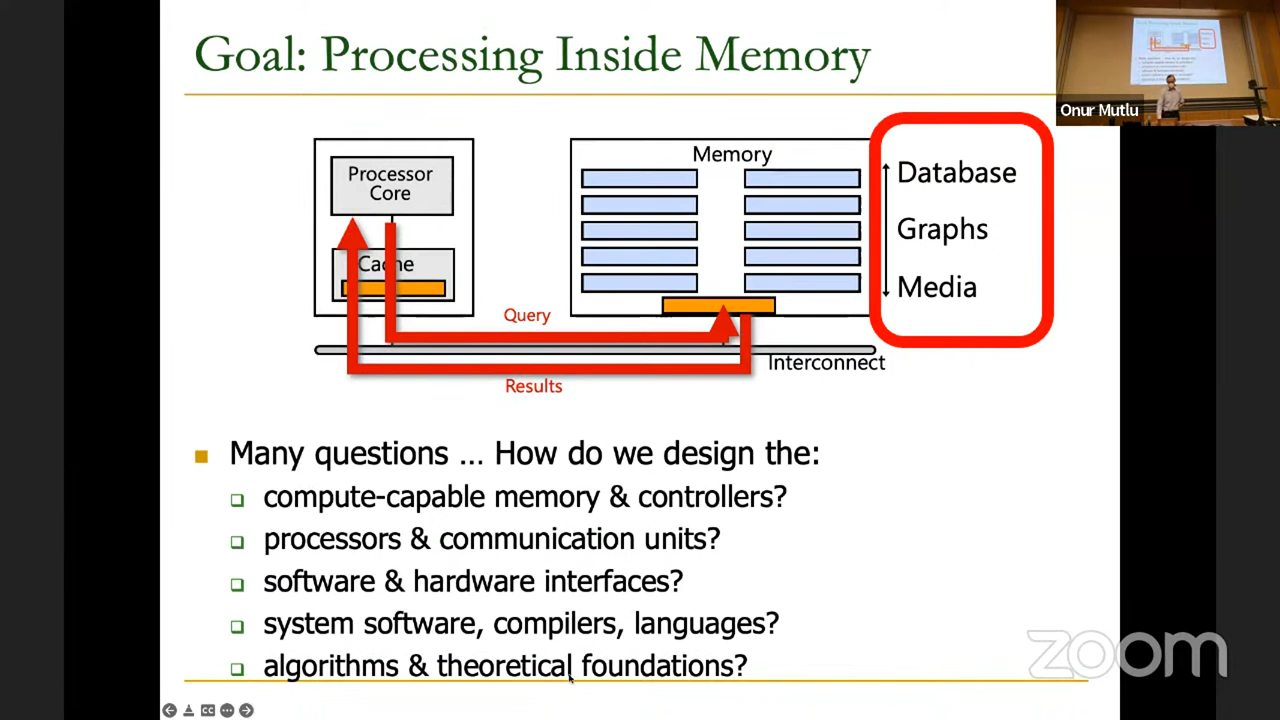 Goal: Processing Inside Memory
Onur Mutlu
Processor
Core
Cache
Memory
Database
Graphs
Media
Query
Interconnect
Results
Many questions … How do we design the:
compute-capable memory & controllers?
processors & communication units?
software & hardware interfaces?
system software, compilers, languages?
algorithms & theoretical foundations?
zoom